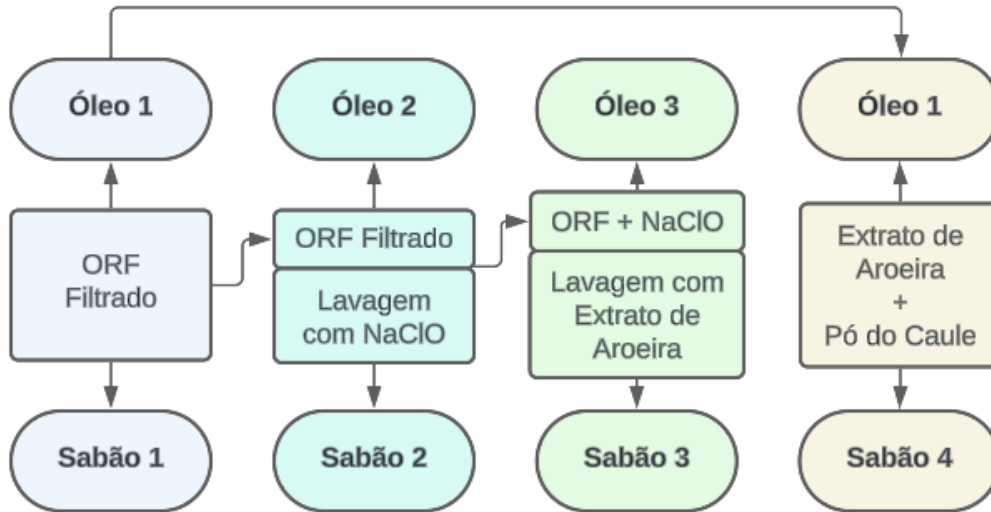 Óleo 1
Óleo 2
Óleo 3
Óleo 1
ORF
Filtrado
ORF Filtrado
Lavagem
com NaClO
ORF + NaClO
Lavagem com
Extrato de
Aroeira
Extrato de
Aroeira
+
Pó do Caule
Sabão 1
Sabão 2
Sabão 3
Sabão 4